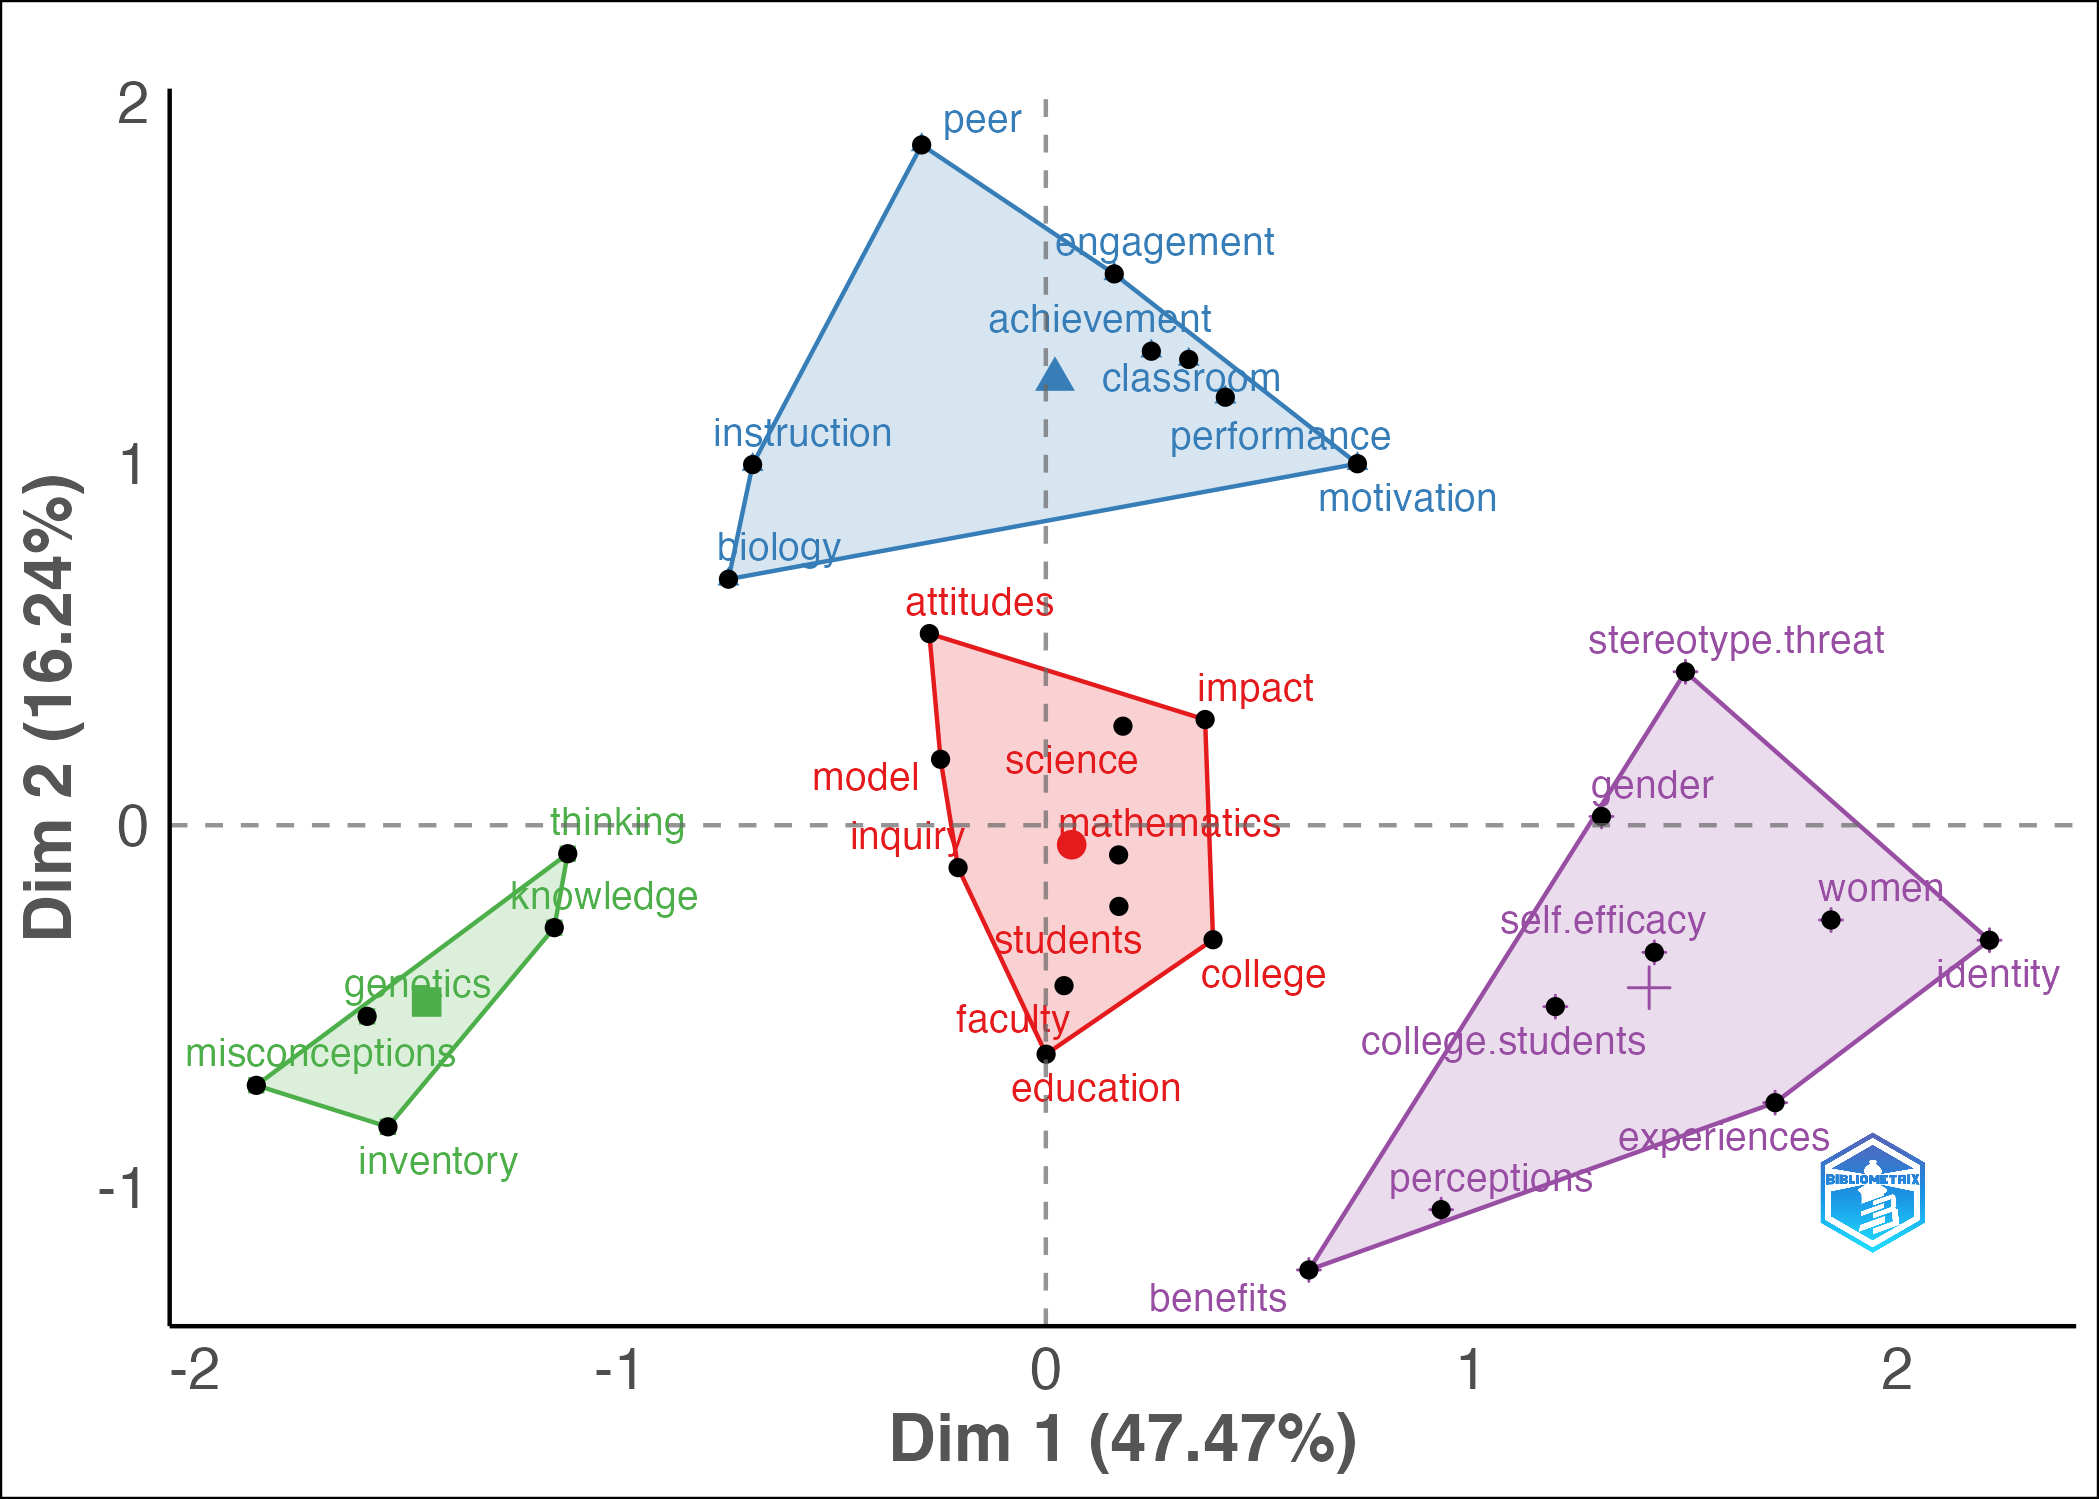 2
peer
engagement
achievement
classroom
instruction
performance
1
motivation
biology
attitudes
stereotype.threat
impact
science
model
gender
thinking
mathematics
0
inquiry
women
knowledge
self.efficacy
students
identity
college
genetics
faculty
college.students
misconceptions
education
experiences
inventory
perceptions
BIBLIOMETRIX
-1
benefits
-2 -1 0 1 2
Dim 1 (47.47%)
Dim 2 (16.24%)